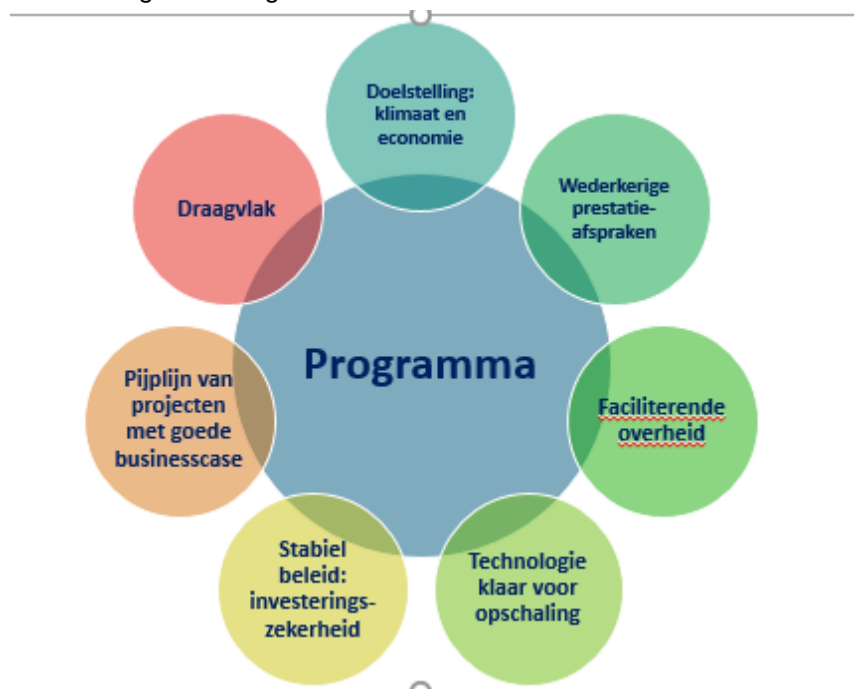 Doelstelling:
klimaat en
economie
Wederkerige
prestatie-
afspraken
Draagvlak
Programma
Pijplijn van
projecten
met goede
businesscase
Faciliterende
overheid
Stabiel
beleid:
investerings-
zekerheid
Technologie
klaar voor
opschaling